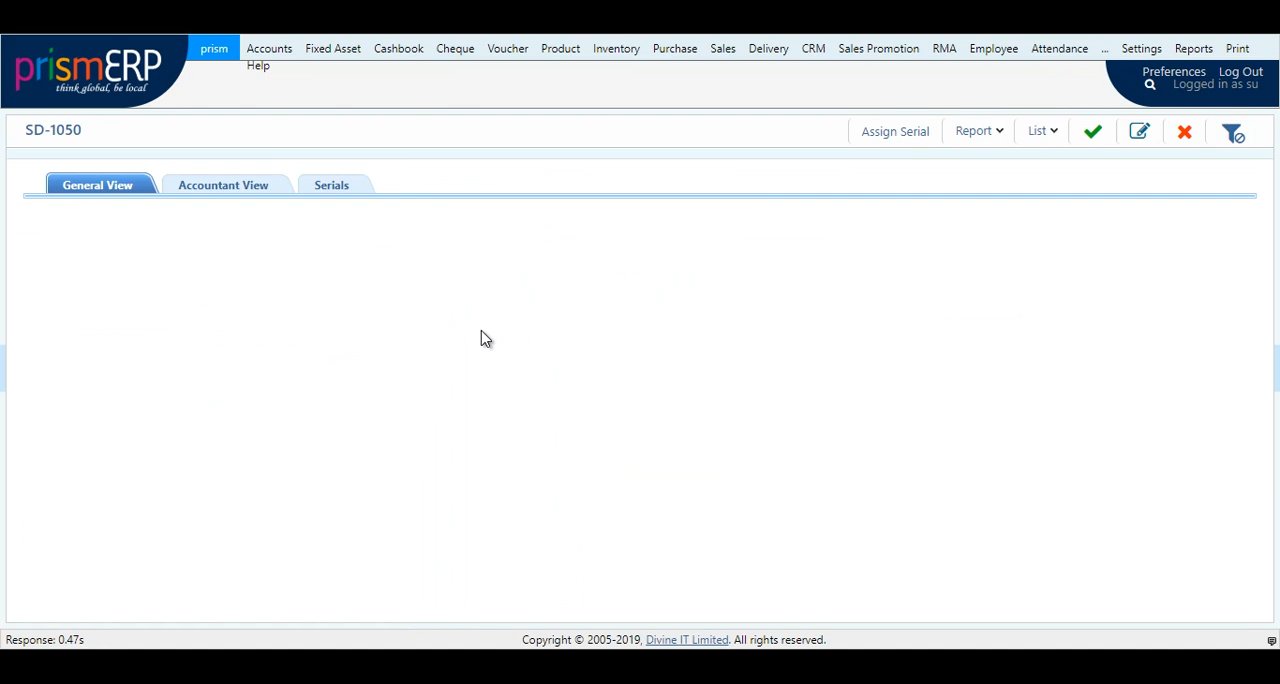 prismERP
think global, be local
prism Accounts Fixed Asset Cashbook Cheque Voucher Product Inventory Purchase Sales Delivery CRM Sales Promotion RMA Employee Attendance ... Settings Reports Print
Help
Preferences Log Out
Logged in as su
SD-1050
Assign Serial Report List
General View Accountant View Serials
Response: 0.47s
Copyright © 2005-2019, Divine IT Limited. All rights reserved.